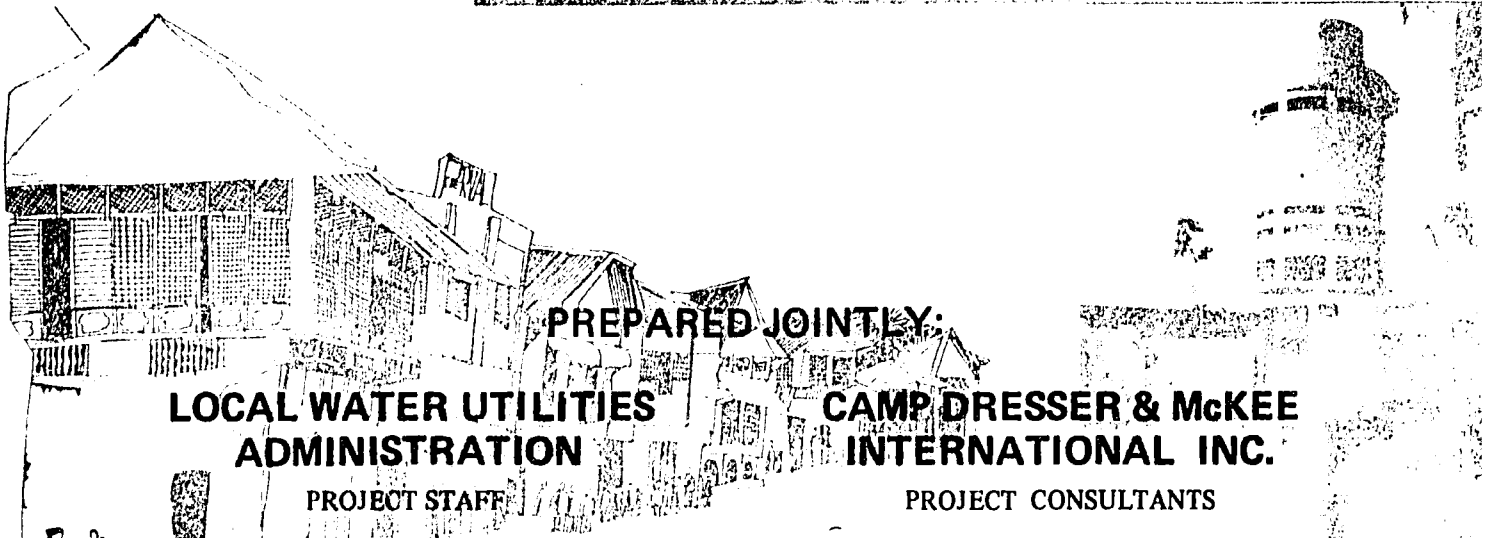 PREPARED JOINTLY:
LOCAL WATER UTILITIES
ADMINISTRATION
PROJECT STAFF
CAMP DRESSER & McKEE
INTERNATIONAL INC.
PROJECT CONSULTANTS